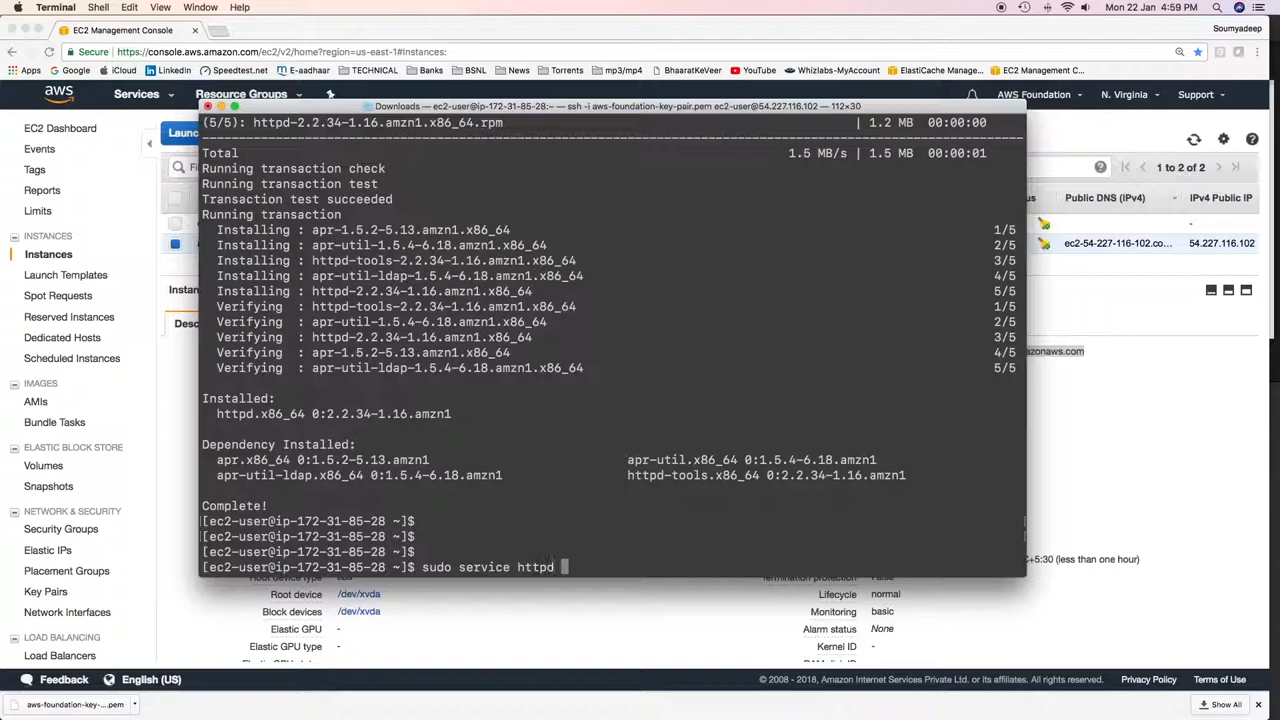 Terminal Shell Edit View Window Help Mon 22 Jan 4:59 PM
EC2 Management Console Soumyadeep
Secure https://console.aws.amazon.com/ec2/v2/home?region=us-east-1#Instances:
Apps Google iCloud LinkedIn Speedtest.net E-aadhaar TECHNICAL Banks BSNL News Torrents mp3/mp4 BhaaratKeVeer YouTube Whizlabs-MyAccount ElastiCache Manage... EC2 Management C...
aws Services Resource Groups AWS Foundation N. Virginia Support
Downloads — ec2-user@ip-172-31-85-28:~ — ssh -i aws-foundation-key-pair.pem ec2-user@54.227.116.102 — 112×30
EC2 Dashboard
Events
Tags
Reports
Limits
INSTANCES
Instances
Launch Templates
Spot Requests
Reserved Instances
Dedicated Hosts
Scheduled Instances
IMAGES
AMIs
Bundle Tasks
ELASTIC BLOCK STORE
Volumes
Snapshots
NETWORK & SECURITY
Security Groups
Elastic IPs
Placement Groups
Key Pairs
Network Interfaces
LOAD BALANCING
Load Balancers
Launc
Fil
Instan
Desc
(5/5): httpd-2.2.34-1.16.amzn1.x86_64.rpm | 1.2 MB 00:00:00
--------------------------------------------------------------------------------
Total 1.5 MB/s | 1.5 MB 00:00:01
Running transaction check
Running transaction test
Transaction test succeeded
Running transaction
Installing : apr-1.5.2-5.13.amzn1.x86_64 1/5
Installing : apr-util-1.5.4-6.18.amzn1.x86_64 2/5
Installing : httpd-tools-2.2.34-1.16.amzn1.x86_64 3/5
Installing : apr-util-ldap-1.5.4-6.18.amzn1.x86_64 4/5
Installing : httpd-2.2.34-1.16.amzn1.x86_64 5/5
Verifying : httpd-tools-2.2.34-1.16.amzn1.x86_64 1/5
Verifying : apr-util-1.5.4-6.18.amzn1.x86_64 2/5
Verifying : httpd-2.2.34-1.16.amzn1.x86_64 3/5
Verifying : apr-1.5.2-5.13.amzn1.x86_64 4/5
Verifying : apr-util-ldap-1.5.4-6.18.amzn1.x86_64 5/5
Installed:
httpd.x86_64 0:2.2.34-1.16.amzn1
Dependency Installed:
apr.x86_64 0:1.5.2-5.13.amzn1 apr-util.x86_64 0:1.5.4-6.18.amzn1
apr-util-ldap.x86_64 0:1.5.4-6.18.amzn1 httpd-tools.x86_64 0:2.2.34-1.16.amzn1
Complete!
[ec2-user@ip-172-31-85-28 ~]$
[ec2-user@ip-172-31-85-28 ~]$
[ec2-user@ip-172-31-85-28 ~]$
[ec2-user@ip-172-31-85-28 ~]$ sudo service httpd
1 to 2 of 2
us Public DNS (IPv4) IPv4 Public IP
-
ec2-54-227-116-102.co... 54.227.116.102
azonaws.com
C+5:30 (less than one hour)
Root device /dev/xvda
Block devices /dev/xvda
Elastic GPU -
Elastic GPU type -
Lifecycle normal
Monitoring basic
Alarm status None
Kernel ID -
Feedback English (US) © 2008 - 2018, Amazon Internet Services Private Ltd. or its affiliates. All rights reserved. Privacy Policy Terms of Use
aws-foundation-key-....pem Show All